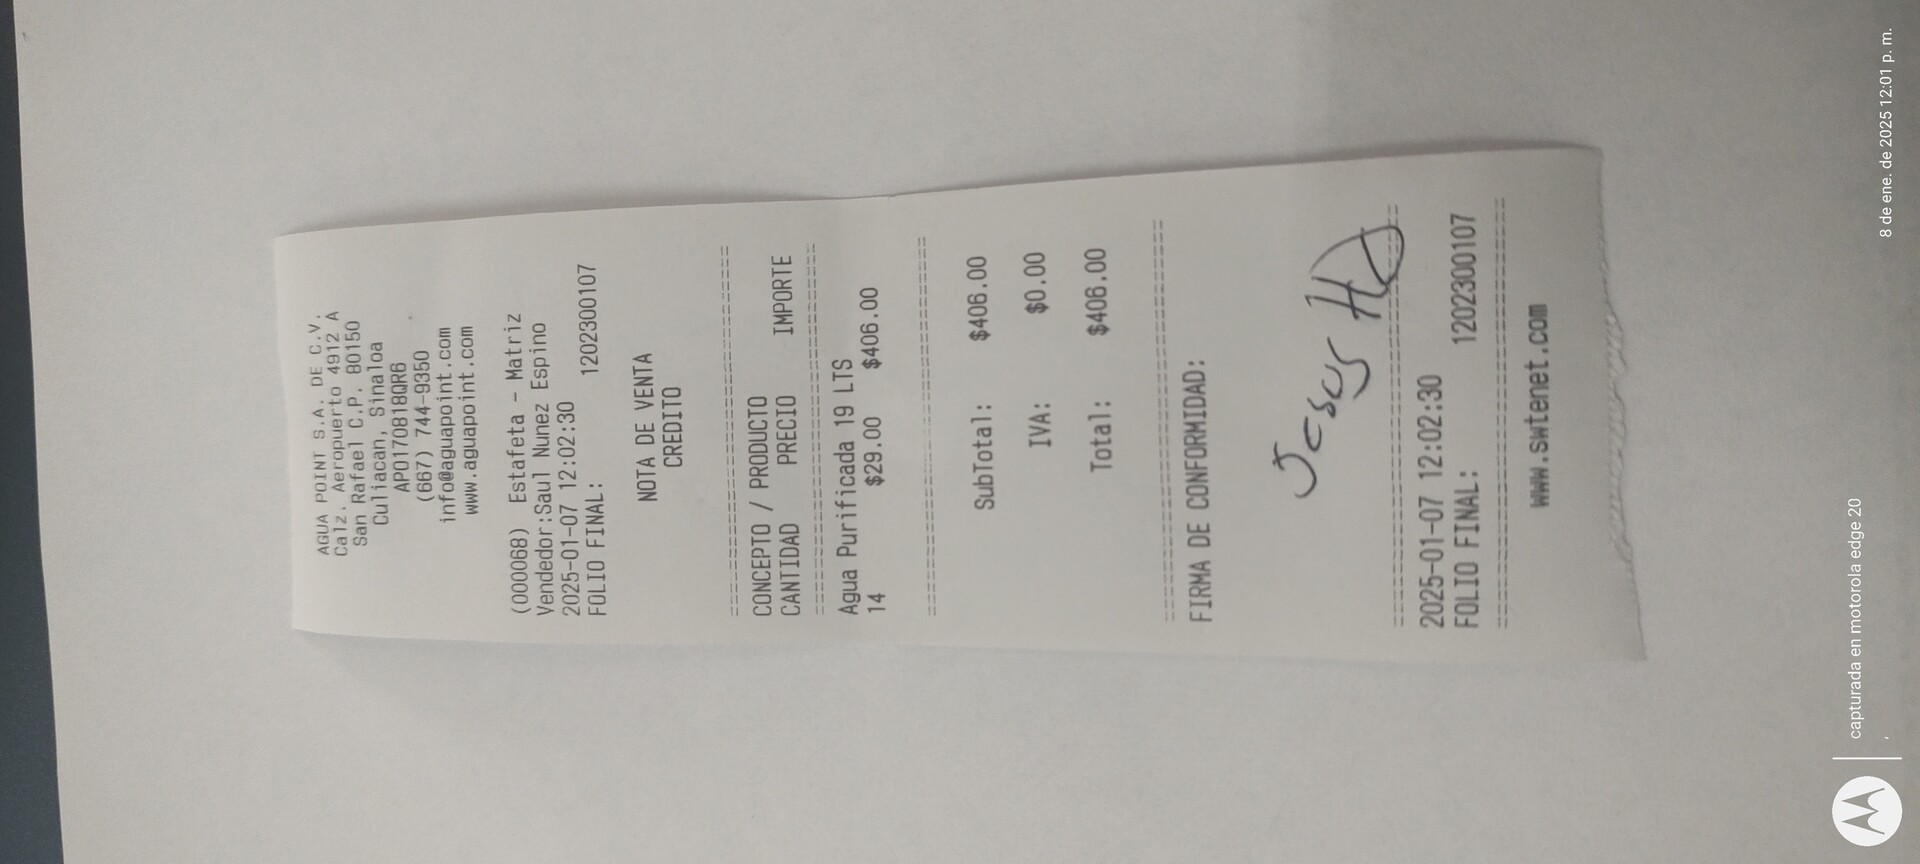 AGUA POINT S.A. DE C.V.
Calz. Aeropuerto 4912 A
San Rafael C.P. 80150
Culiacan, Sinaloa
APO170818QR6
(667) 744-9350
info@aguapoint.com
www.aguapoint.com
(000068) Estafeta - Matriz
Vendedor:Saul Nunez Espino
2025-01-07 12:02:30
FOLIO FINAL: 1202300107
NOTA DE VENTA
CREDITO
CONCEPTO / PRODUCTO
CANTIDAD PRECIO IMPORTE
Agua Purificada 19 LTS
14 $29.00 $406.00
SubTotal: $406.00
IVA: $0.00
Total: $406.00
FIRMA DE CONFORMIDAD:
Jesus H
2025-01-07 12:02:30
FOLIO FINAL: 1202300107
www.swtenet.com
capturada en motorola edge 20
8 de ene. de 2025 12:01 p. m.